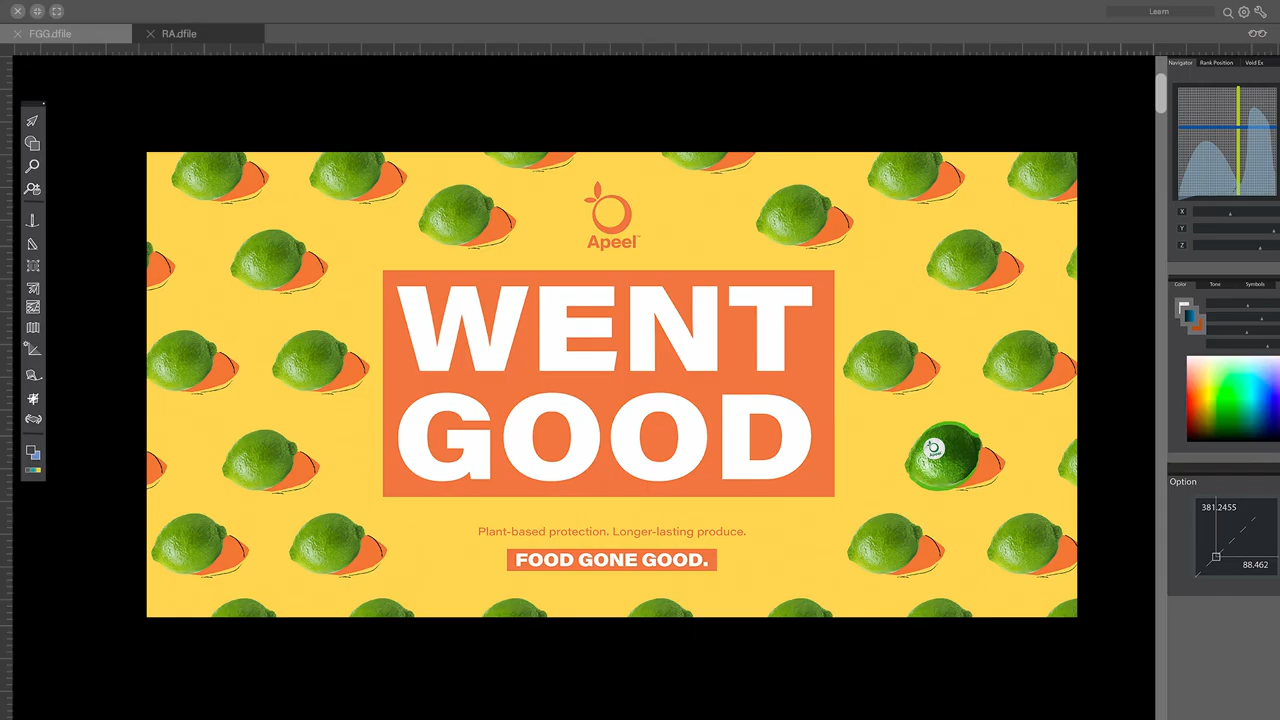 Learn
FGG.dfile
RA.dfile
Navigator Rank Position Void Ex
Apeel™
WENT
GOOD
Plant-based protection. Longer-lasting produce.
FOOD GONE GOOD.
X
Y
Z
Color Tone Symbols
Apeel
Option
381.2455
88.462